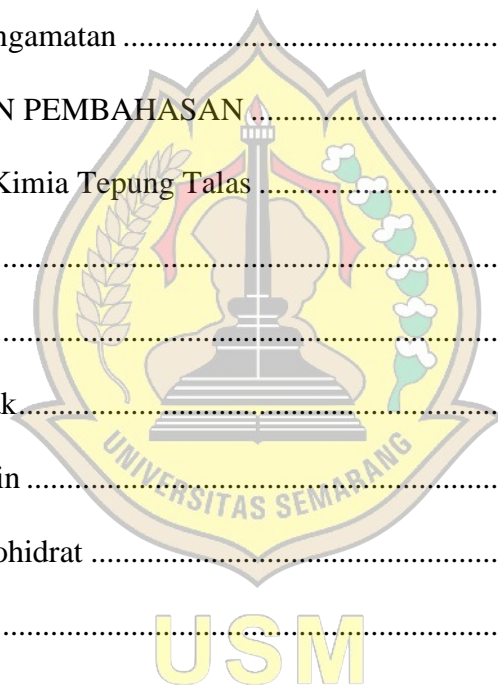 ngamatan ................................................
N PEMBAHASAN ................................
Kimia Tepung Talas ...............................
................................................................
................................................................
k...............................................................
in .............................................................
UNIVERSITAS SEMARANG
ohidrat .....................................................
................................................................
USM